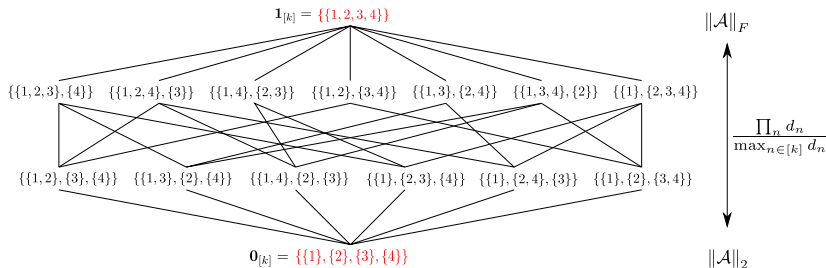 𝟏_{[k]} = {{1, 2, 3, 4}}
‖𝒜‖_F
{{1, 2, 3}, {4}} {{1, 2, 4}, {3}} {{1, 4}, {2, 3}} {{1, 2}, {3, 4}} {{1, 3}, {2, 4}} {{1, 3, 4}, {2}} {{1}, {2, 3, 4}}
∏_n d_n
max_{n∈[k]} d_n
{{1, 2}, {3}, {4}} {{1, 3}, {2}, {4}} {{1, 4}, {2}, {3}} {{1}, {2, 3}, {4}} {{1}, {2, 4}, {3}} {{1}, {2}, {3, 4}}
𝟎_{[k]} = {{1}, {2}, {3}, {4}}
‖𝒜‖_2